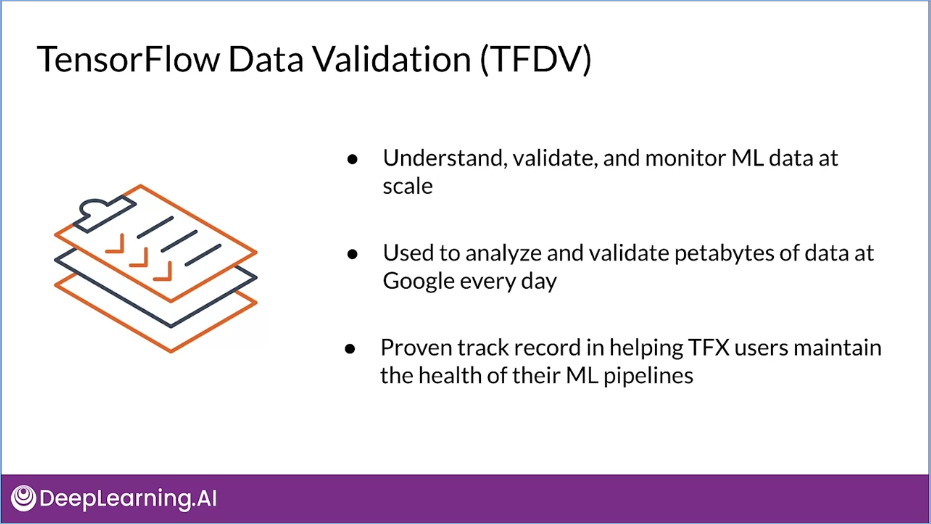 TensorFlow Data Validation (TFDV)
● Understand, validate, and monitor ML data at
scale
● Used to analyze and validate petabytes of data at
Google every day
● Proven track record in helping TFX users maintain
the health of their ML pipelines
DeepLearning.AI